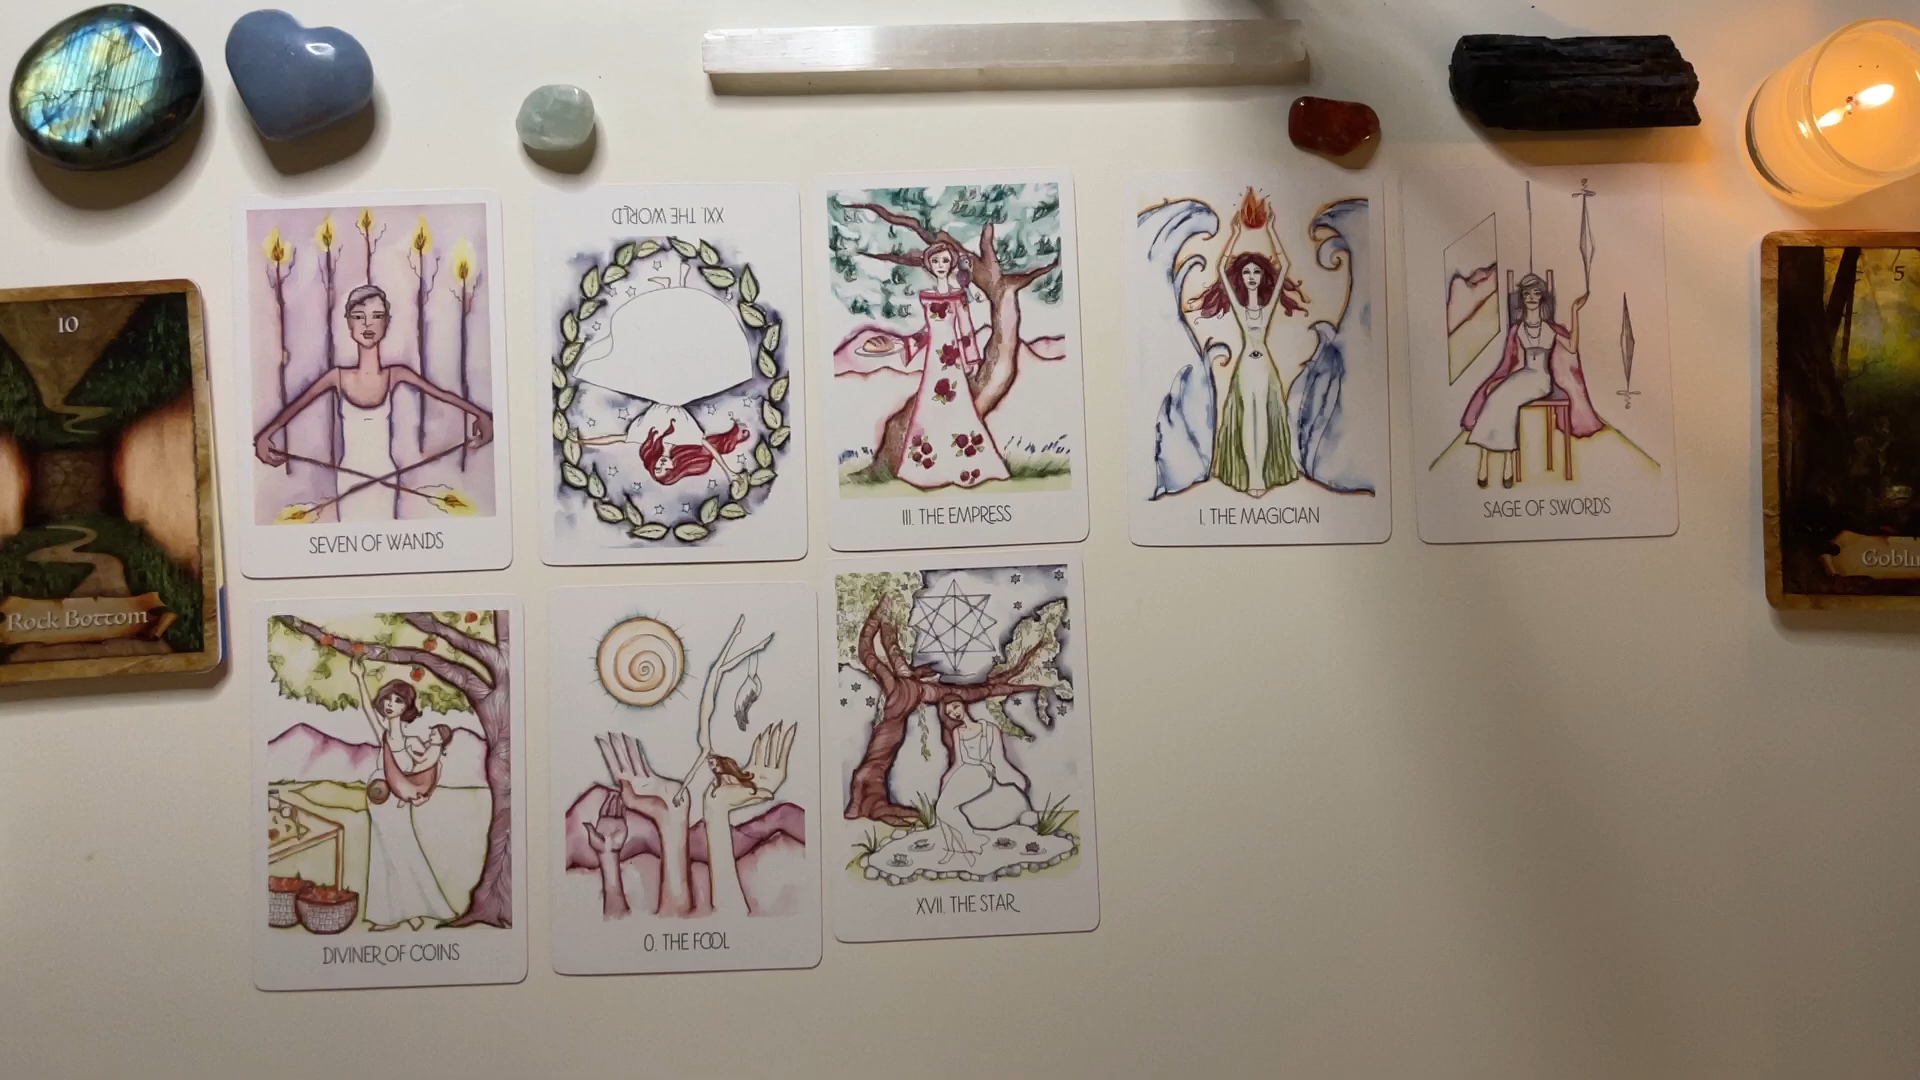 10
Rock Bottom
SEVEN OF WANDS
XXI. THE WORLD
III. THE EMPRESS
I. THE MAGICIAN
SAGE OF SWORDS
5
DIVINER OF COINS
0. THE FOOL
XVII. THE STAR